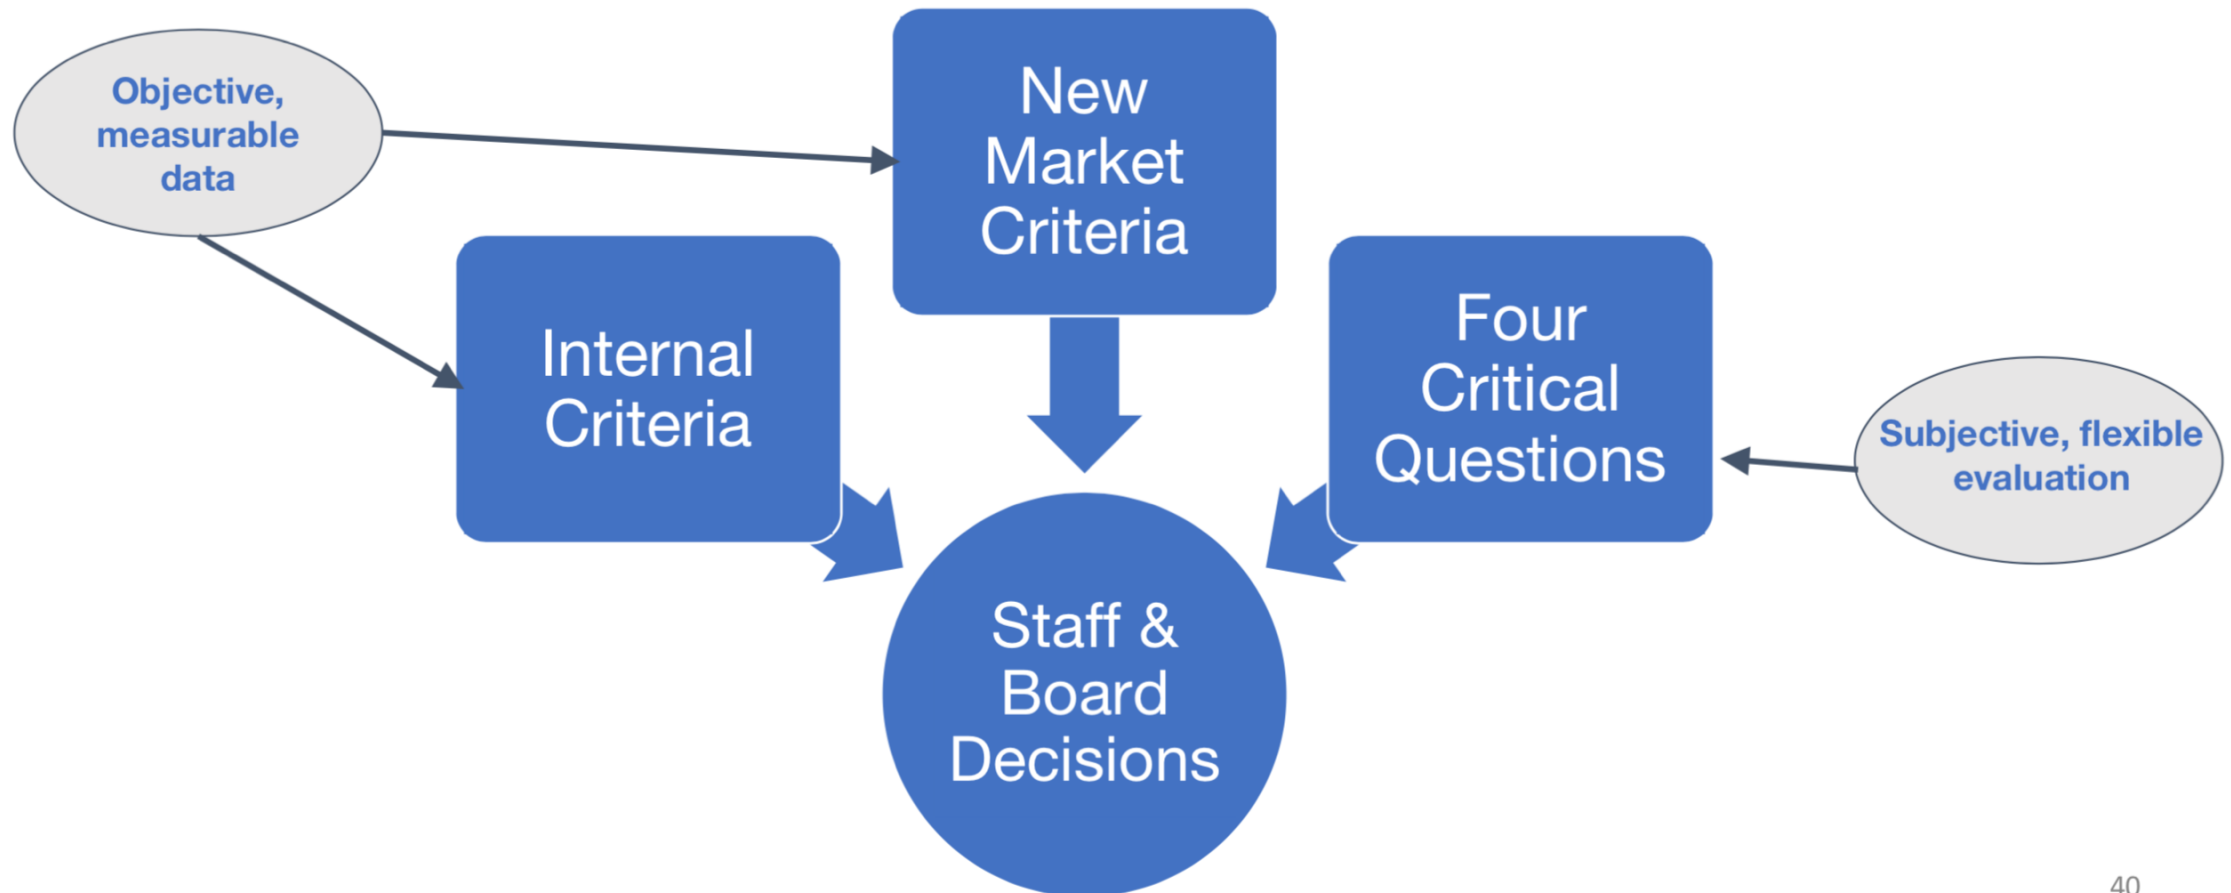 Objective,
measurable
data
New
Market
Criteria
Internal
Criteria
Four
Critical
Questions
Subjective, flexible
evaluation
Staff &
Board
Decisions
40